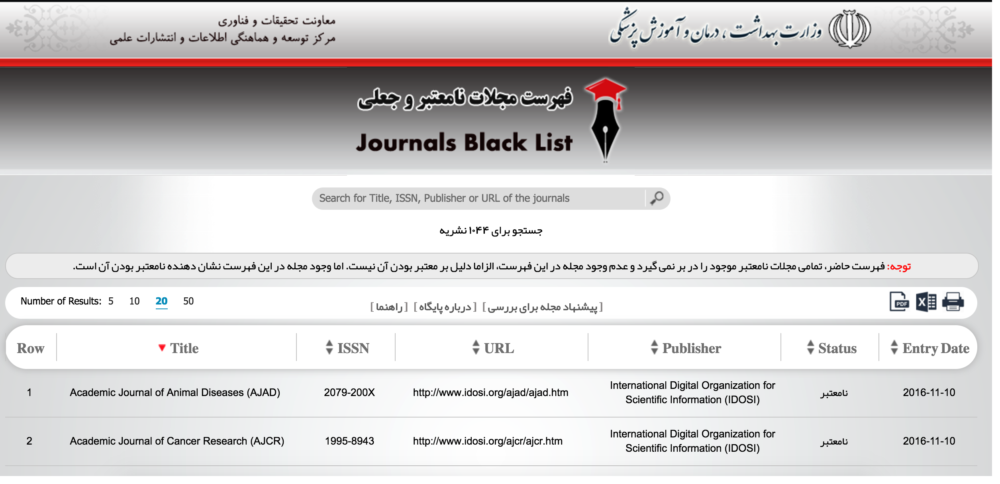 وزارت بهداشت، درمان و آموزش پزشکی
معاونت تحقیقات و فناوری
مرکز توسعه و هماهنگی اطلاعات و انتشارات علمی
فهرست مجلات نامعتبر و جعلی
Journals Black List
Search for Title, ISSN, Publisher or URL of the journals
جستجو برای ۱۰۴۴ نشریه
توجه: فهرست حاضر، تمامی مجلات نامعتبر موجود را در بر نمی گیرد و عدم وجود مجله در این فهرست، الزاما دلیل بر معتبر بودن آن نیست. اما وجود مجله در این فهرست نشان دهنده نامعتبر بودن آن است.
Number of Results: 5 10 20 50
[پیشنهاد مجله برای بررسی] [درباره پایگاه] [راهنما]
PDF X
Row Title ISSN URL Publisher Status Entry Date
1 Academic Journal of Animal Diseases (AJAD) 2079-200X http://www.idosi.org/ajad/ajad.htm International Digital Organization for
Scientific Information (IDOSI) نامعتبر 2016-11-10
2 Academic Journal of Cancer Research (AJCR) 1995-8943 http://www.idosi.org/ajcr/ajcr.htm International Digital Organization for
Scientific Information (IDOSI) نامعتبر 2016-11-10